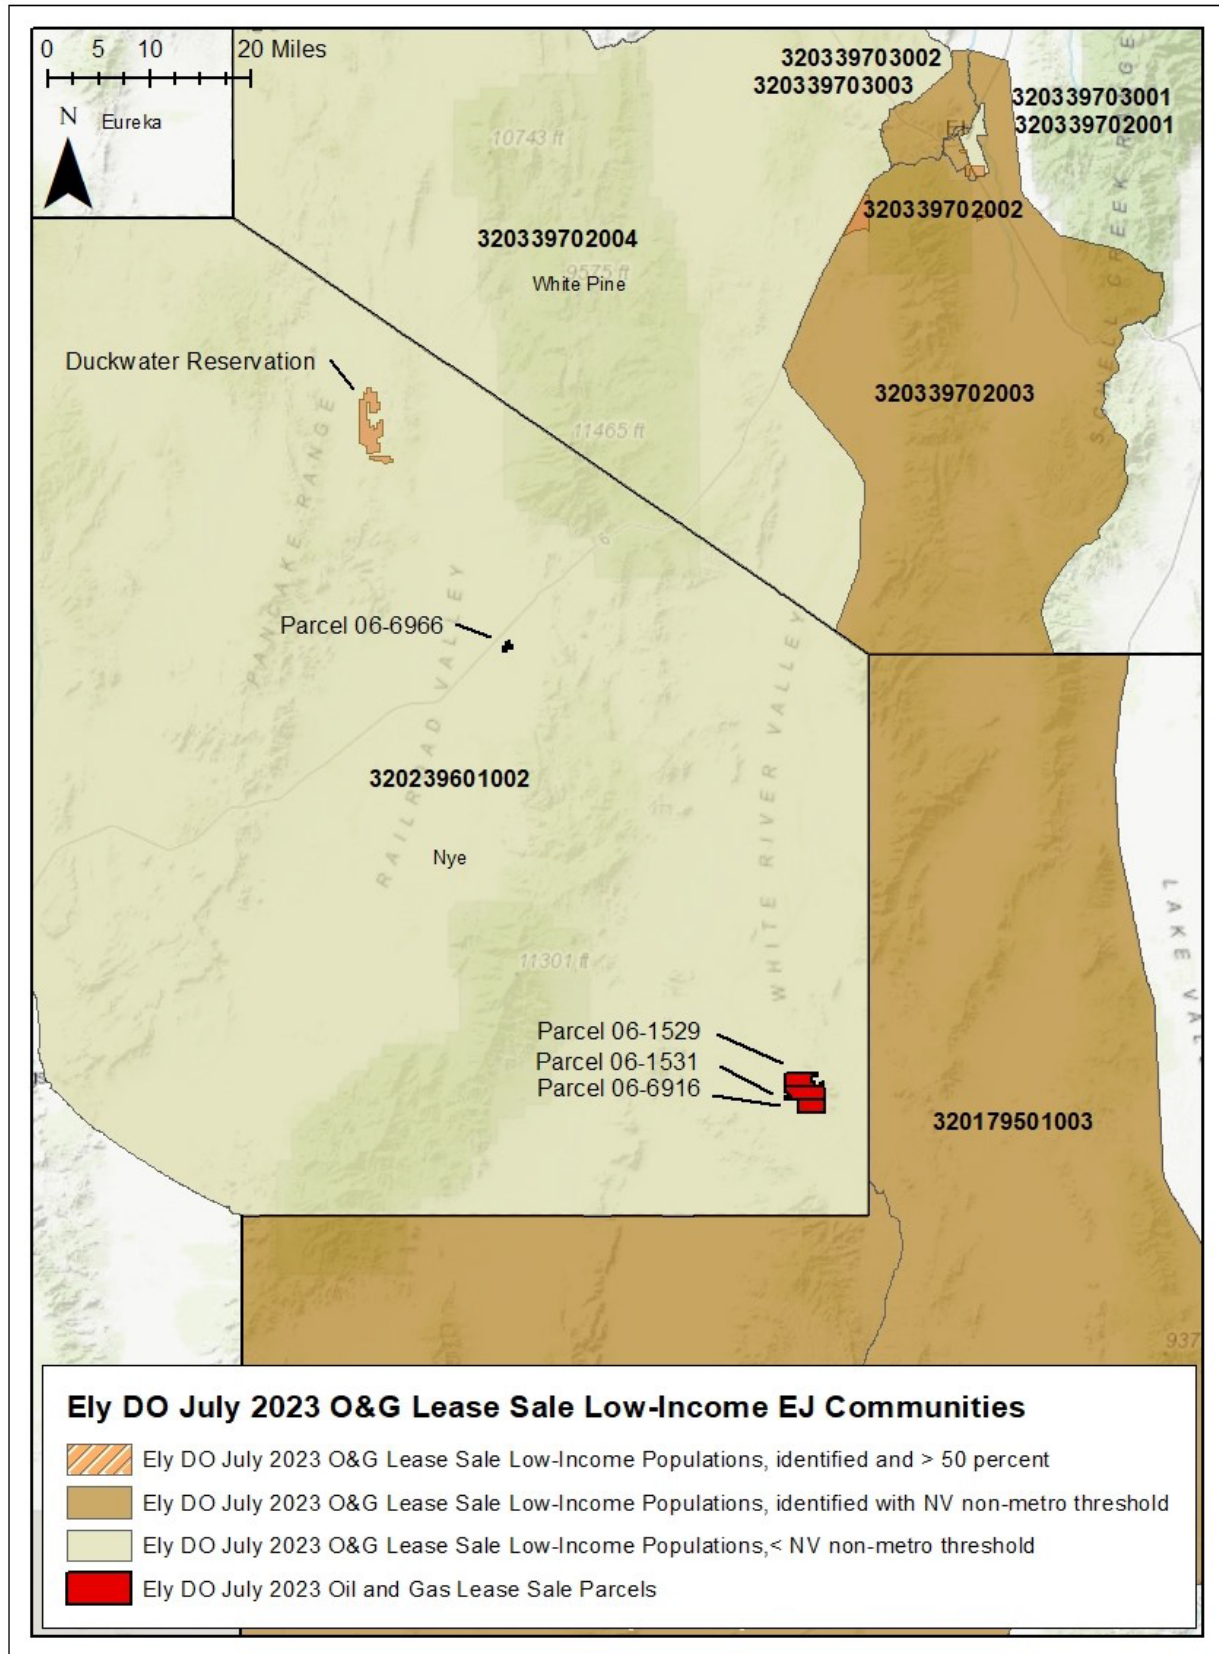 0 5 10 20 Miles
N
Eureka
320339703002
320339703003
320339703001
320339702001
10743 ft
320339702002
320339702004
9575 ft
White Pine
Duckwater Reservation
320339702003
11465 ft
SCHELL CREEK RANGE
PANCAKE RANGE
6
Parcel 06-6966
RAILROAD VALLEY
WHITE RIVER VALLEY
320239601002
Nye
LAKE
11301 ft
Parcel 06-1529
Parcel 06-1531
Parcel 06-6916
320179501003
937
Ely DO July 2023 O&G Lease Sale Low-Income EJ Communities
Ely DO July 2023 O&G Lease Sale Low-Income Populations, identified and > 50 percent
Ely DO July 2023 O&G Lease Sale Low-Income Populations, identified with NV non-metro threshold
Ely DO July 2023 O&G Lease Sale Low-Income Populations,< NV non-metro threshold
Ely DO July 2023 Oil and Gas Lease Sale Parcels